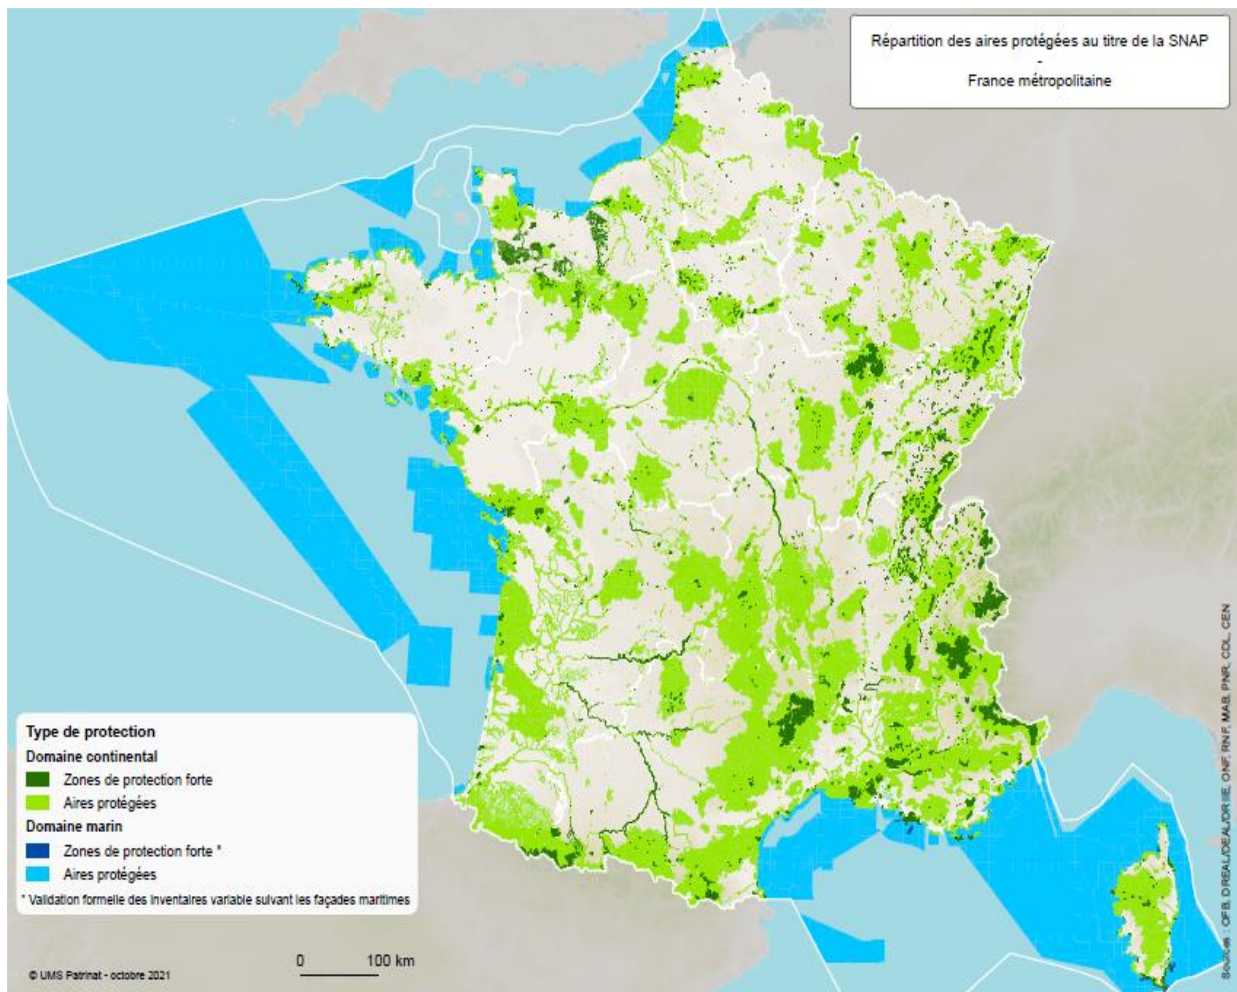 Répartition des aires protégées au titre de la SNAP
-
France métropolitaine
Type de protection
Domaine continental
Zones de protection forte
Aires protégées
Domaine marin
Zones de protection forte *
Aires protégées
* Validation formelle des inventaires variable suivant les façades maritimes
© UMS Patrinat - octobre 2021
0 100 km
Sources : OFB, DREAL/DEAL/DRIIE, ONF, RNF, MAB, PNR, CDL, CEN